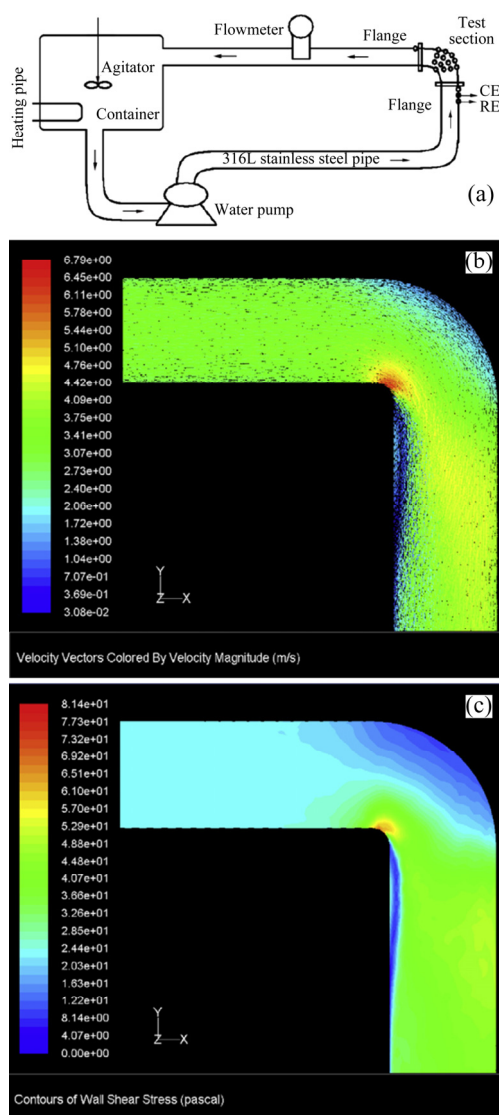 Flowmeter
Flange
Test
section
Agitator
Heating pipe
Container
Flange
CE
RE
316L stainless steel pipe
Water pump
(a)
(b)
6.79e+00
6.45e+00
6.11e+00
5.78e+00
5.44e+00
5.10e+00
4.76e+00
4.42e+00
4.09e+00
3.75e+00
3.41e+00
3.07e+00
2.73e+00
2.40e+00
2.06e+00
1.72e+00
1.38e+00
1.04e+00
7.07e-01
3.69e-01
3.08e-02
Y
Z X
Velocity Vectors Colored By Velocity Magnitude (m/s)
(c)
8.14e+01
7.73e+01
7.32e+01
6.92e+01
6.51e+01
6.10e+01
5.70e+01
5.29e+01
4.88e+01
4.48e+01
4.07e+01
3.66e+01
3.26e+01
2.85e+01
2.44e+01
2.03e+01
1.63e+01
1.22e+01
8.14e+00
4.07e+00
0.00e+00
Y
Z X
Contours of Wall Shear Stress (pascal)